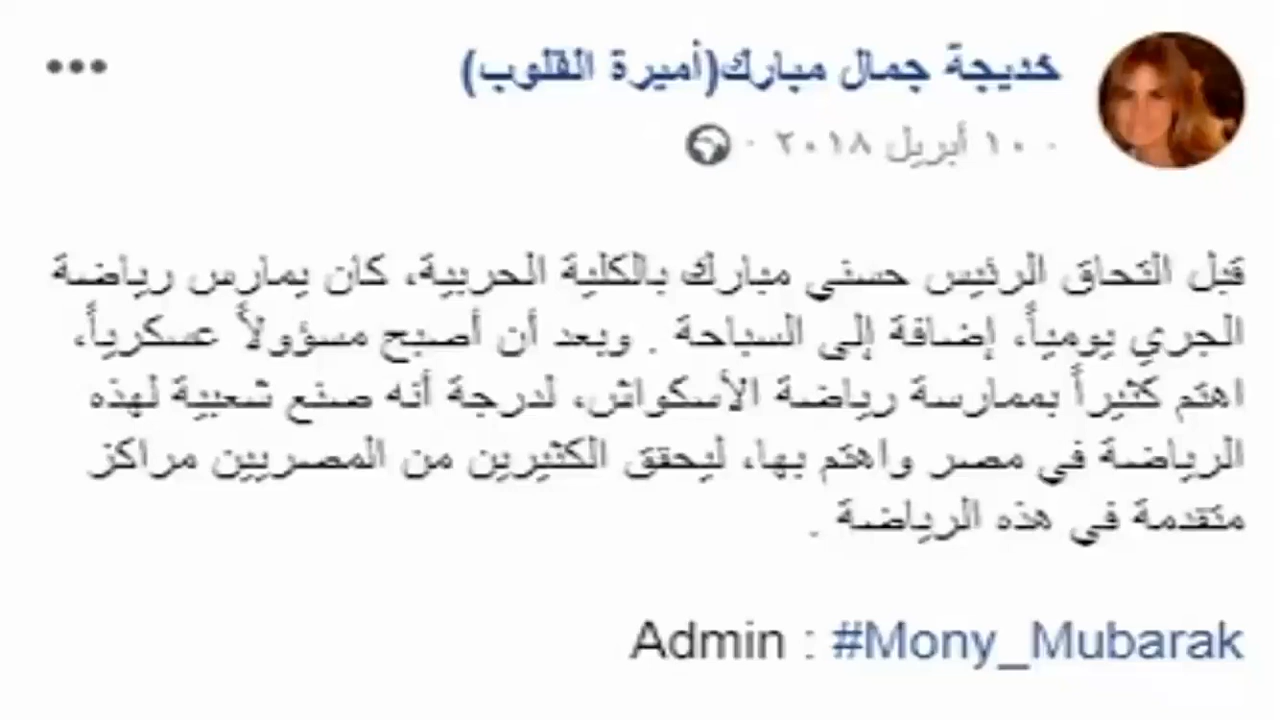 خديجة جمال مبارك(أميرة القلوب)
١٠ أبريل ٢٠١٨ ·
قبل التحاق الرئيس حسني مبارك بالكلية الحربية، كان يمارس رياضة
الجري يومياً، إضافة إلى السباحة . وبعد أن أصبح مسؤولاً عسكرياً،
اهتم كثيراً بممارسة رياضة الأسكواش، لدرجة أنه صنع شعبية لهذه
الرياضة في مصر واهتم بها، ليحقق الكثيرين من المصريين مراكز
متقدمة في هذه الرياضة .
Admin : #Mony_Mubarak